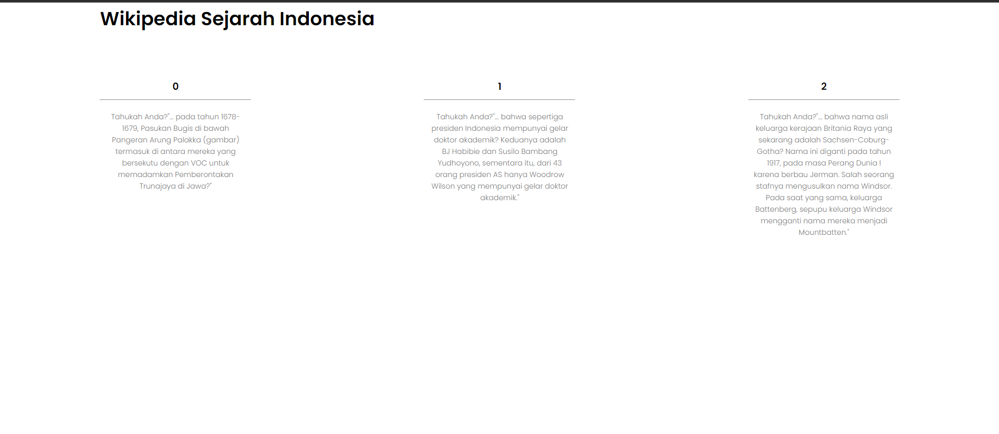 Wikipedia Sejarah Indonesia
0
Tahukah Anda?"... pada tahun 1678-
1679, Pasukan Bugis di bawah
Pangeran Arung Palakka (gambar)
termasuk di antara mereka yang
bersekutu dengan VOC untuk
memadamkan Pemberontakan
Trunajaya di Jawa?"
1
Tahukah Anda?"... bahwa sepertiga
presiden Indonesia mempunyai gelar
doktor akademik? Keduanya adalah
BJ Habibie dan Susilo Bambang
Yudhoyono, sementara itu, dari 43
orang presiden AS hanya Woodrow
Wilson yang mempunyai gelar doktor
akademik."
2
Tahukah Anda?"... bahwa nama asli
keluarga kerajaan Britania Raya yang
sekarang adalah Sachsen-Coburg-
Gotha? Nama ini diganti pada tahun
1917, pada masa Perang Dunia I
karena berbau Jerman. Salah seorang
stafnya mengusulkan nama Windsor.
Pada saat yang sama, keluarga
Battenberg, sepupu keluarga Windsor
mengganti nama mereka menjadi
Mountbatten."